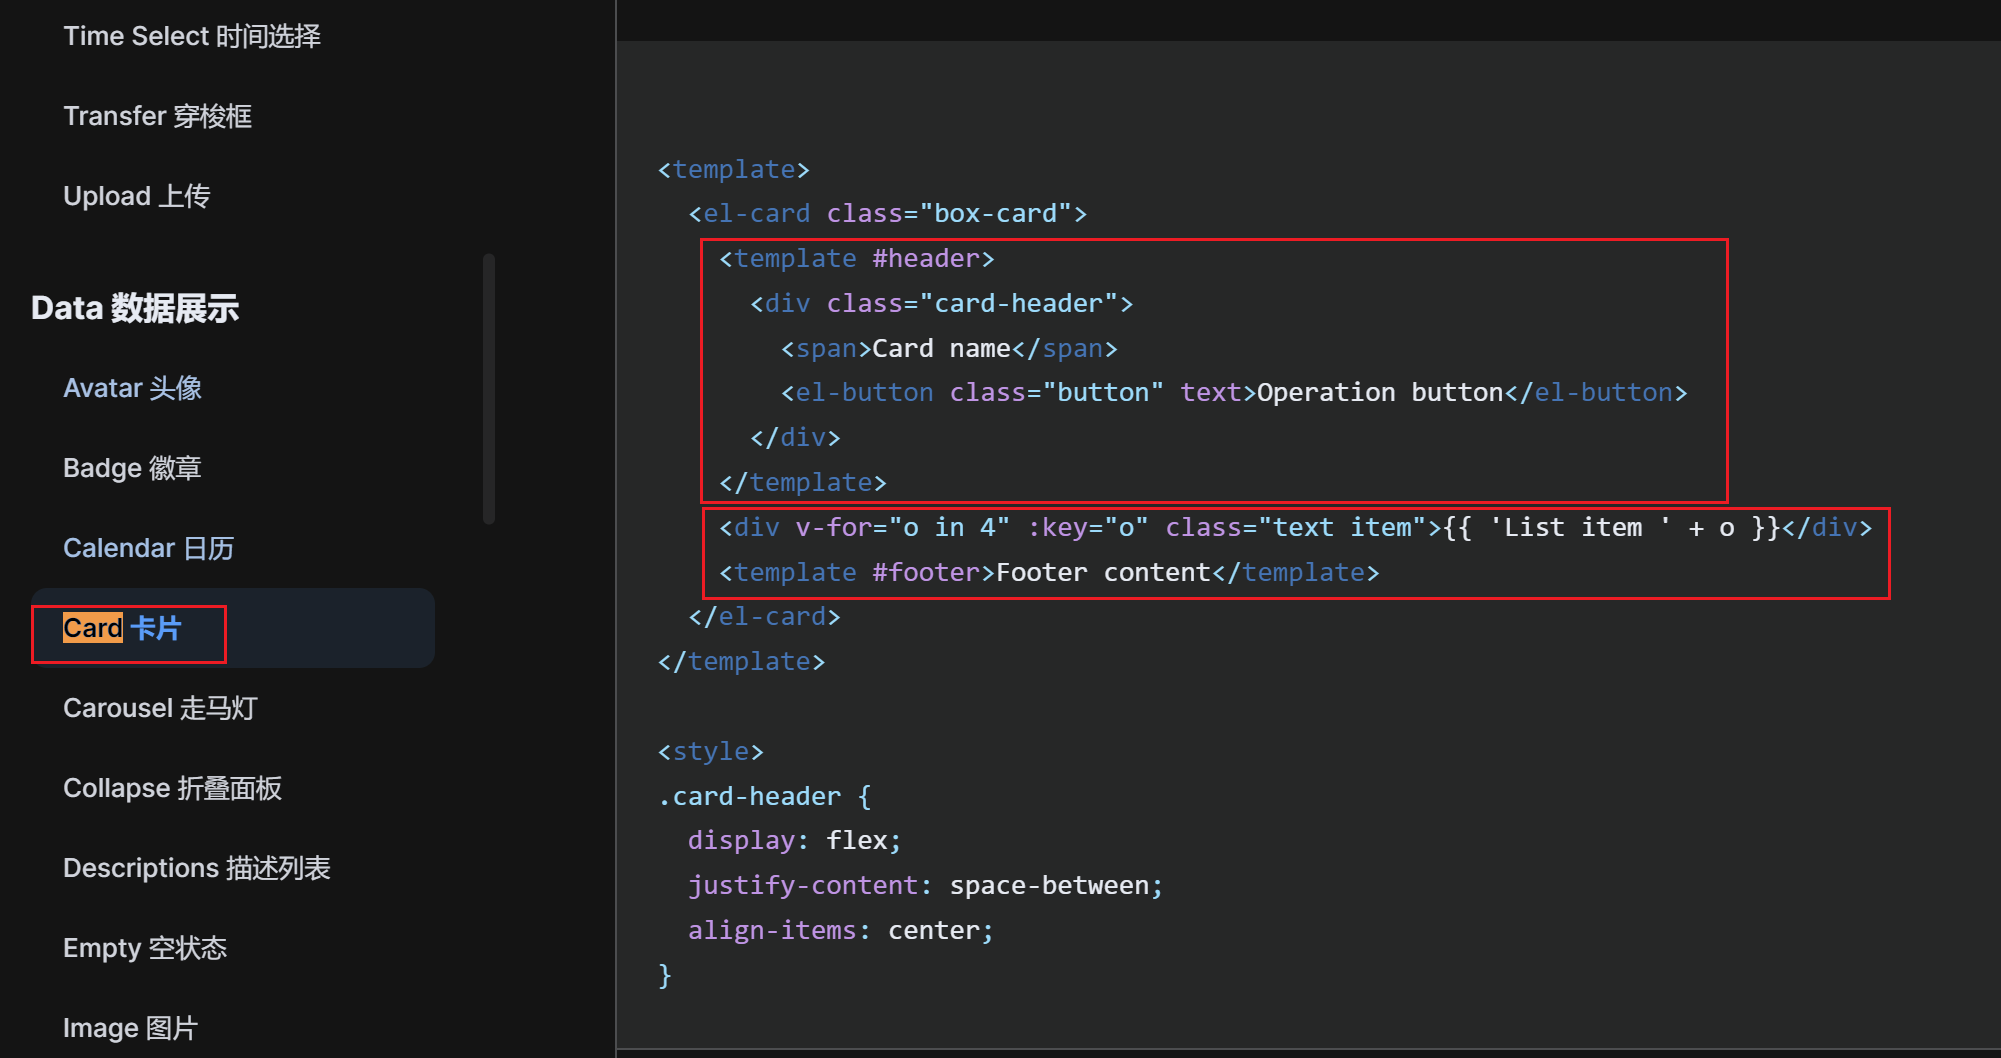 Time Select 时间选择
Transfer 穿梭框
Upload 上传
Data 数据展示
Avatar 头像
Badge 徽章
Calendar 日历
Card 卡片
Carousel 走马灯
Collapse 折叠面板
Descriptions 描述列表
Empty 空状态
Image 图片
<template>
  <el-card class="box-card">
    <template #header>
      <div class="card-header">
        <span>Card name</span>
        <el-button class="button" text>Operation button</el-button>
      </div>
    </template>
    <div v-for="o in 4" :key="o" class="text item">{{ 'List item ' + o }}</div>
    <template #footer>Footer content</template>
  </el-card>
</template>
<style>
.card-header {
  display: flex;
  justify-content: space-between;
  align-items: center;
}